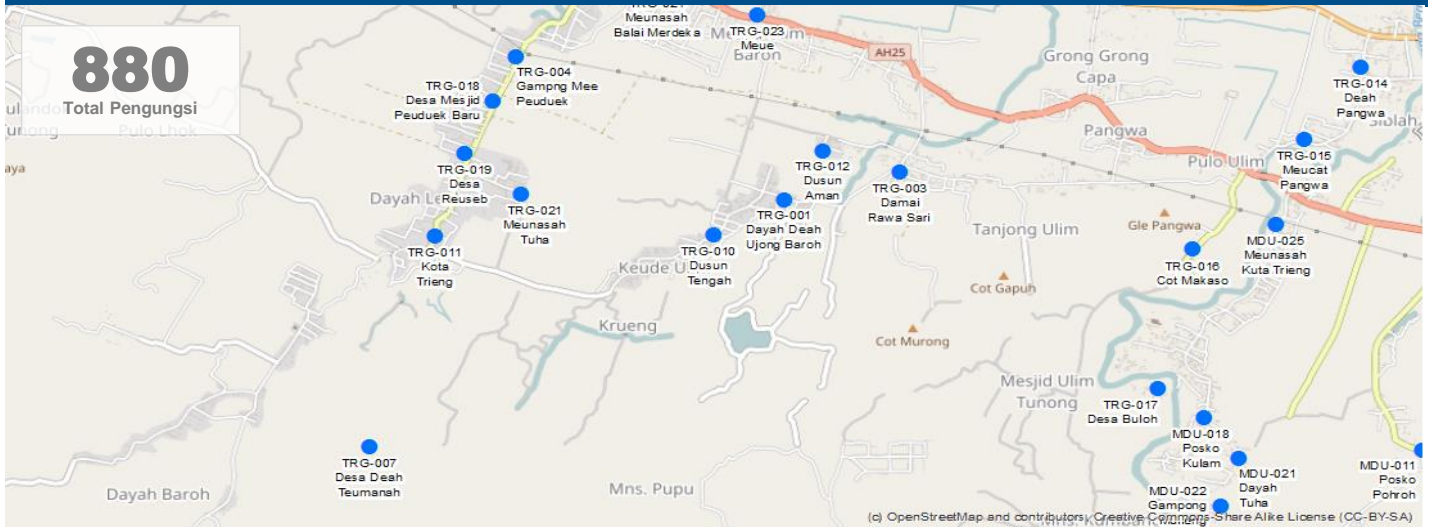 880
Total Pengungsi
Meunasah
Balai Merdeka
TRG-023
Meue
Baron
AH25
Grong Grong
Capa
TRG-014
Deah
Pangwa
TRG-004
Gampng Mee
Peuduek
TRG-018
Desa Mesjid
Peuduek Baru
Pulo Lhok
Pangwa
Pulo Ulim
TRG-015
Meucat
Pangwa
TRG-019
Desa
Reuseb
TRG-012
Dusun
Aman
TRG-003
Damai
Rawa Sari
Dayah
TRG-021
Meunasah
Tuha
TRG-001
Dayah Deah
Ujong Baroh
Gle Pangwa
Tanjong Ulim
MDU-025
Meunasah
Kuta Trieng
TRG-011
Kota
Trieng
TRG-010
Dusun
Tengah
Keude
TRG-016
Cot Makaso
Cot Gapuh
Krueng
Cot Murong
Mesjid Ulim
Tunong
TRG-017
Desa Buloh
MDU-018
Posko
Kulam
TRG-007
Desa Deah
Teumanah
MDU-011
Posko
Pohroh
MDU-021
Dayah
Tuha
Dayah Baroh
Mns. Pupu
MDU-022
Gampong
(c) OpenStreetMap and contributors, Creative Commons-Share Alike License (CC-BY-SA)